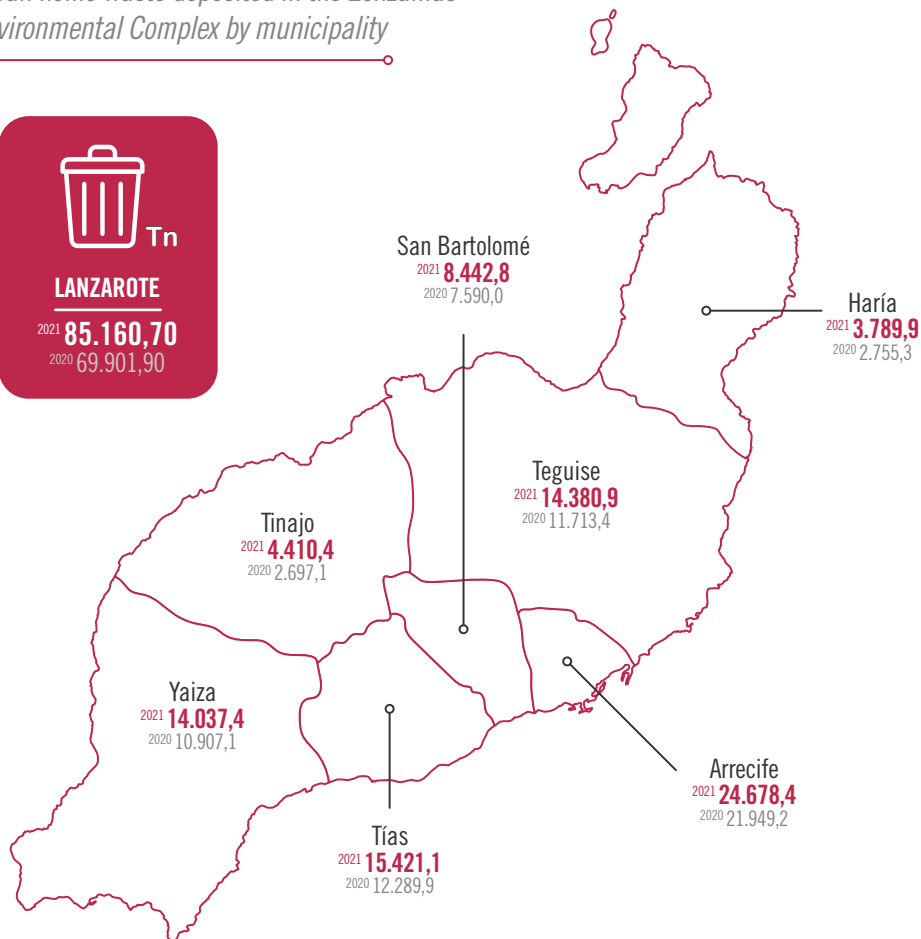 Environmental Complex by municipality
Tn
LANZAROTE
2021 85.160,70
2020 69.901,90
San Bartolomé
2021 8.442,8
2020 7.590,0
Haría
2021 3.789,9
2020 2.755,3
Teguise
2021 14.380,9
2020 11.713,4
Tinajo
2021 4.410,4
2020 2.697,1
Yaiza
2021 14.037,4
2020 10.907,1
Arrecife
2021 24.678,4
2020 21.949,2
Tías
2021 15.421,1
2020 12.289,9